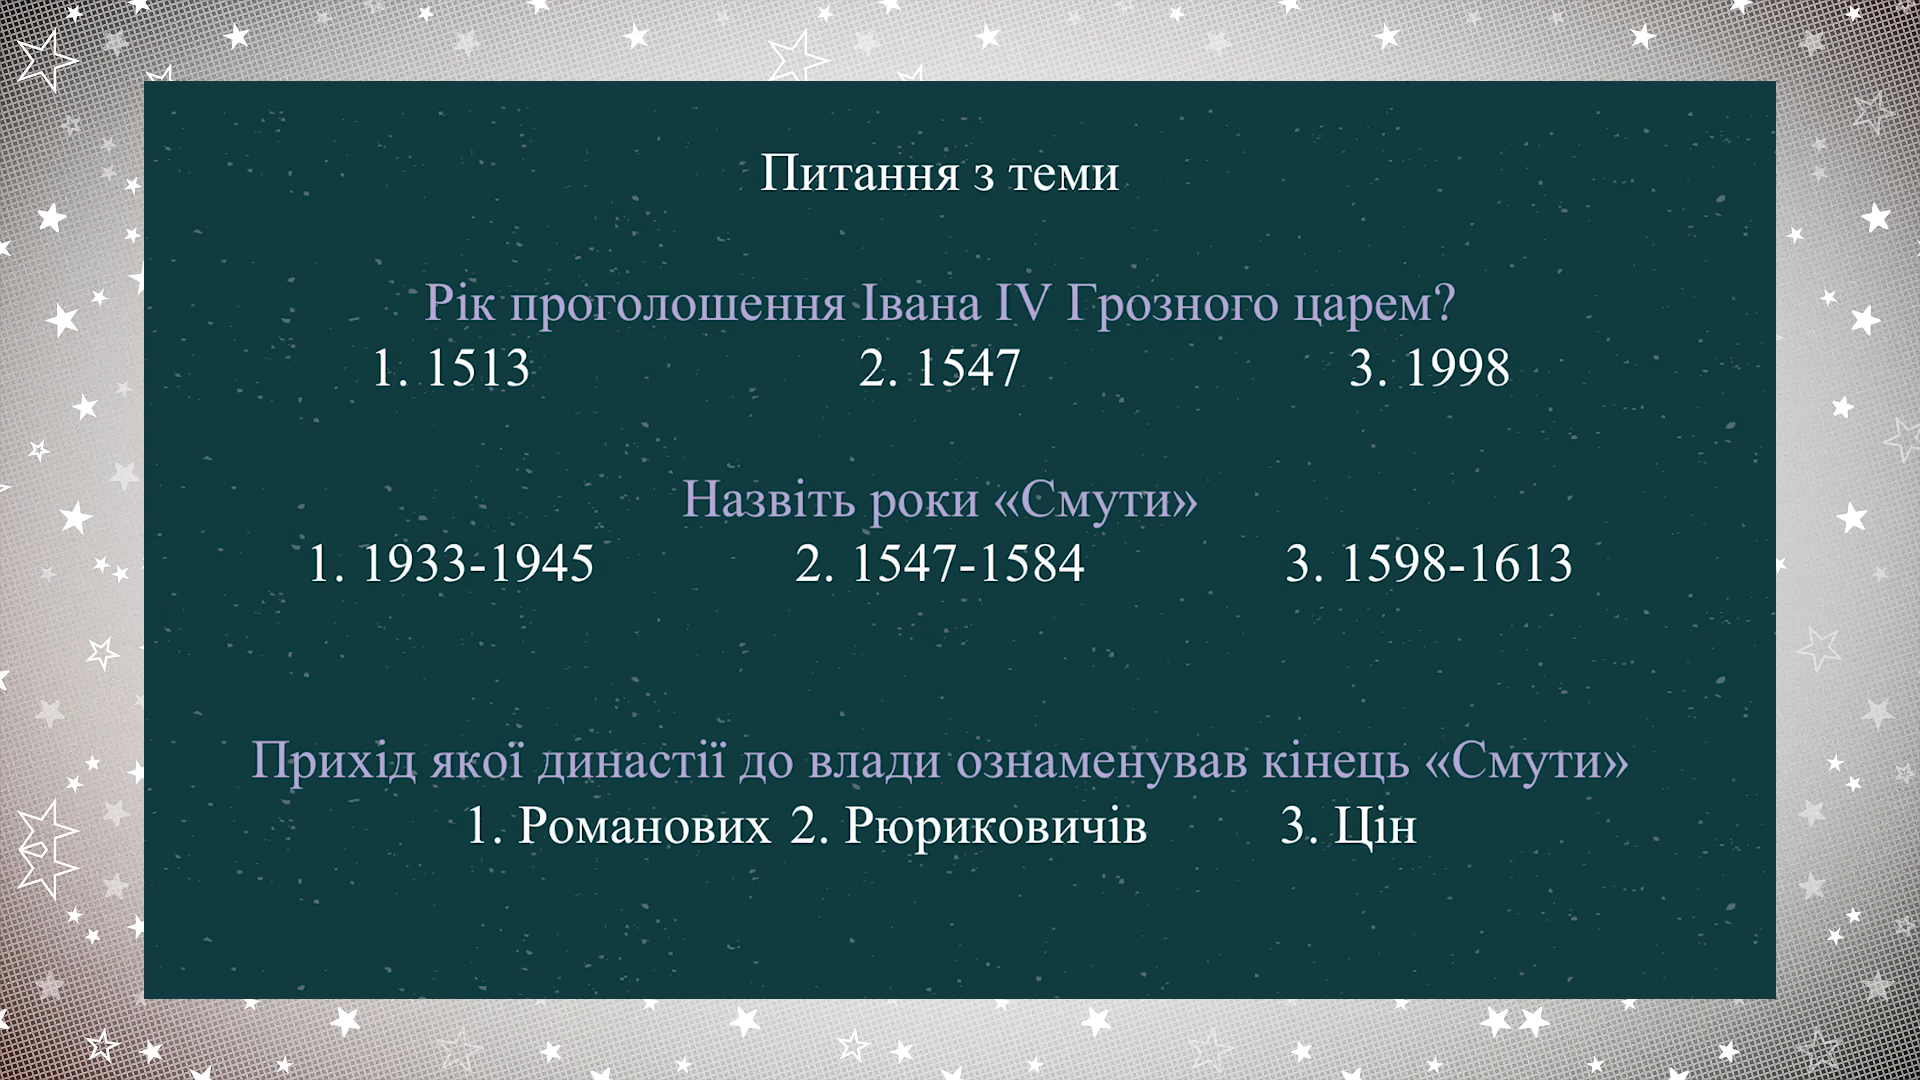 Питання з теми
Рік проголошення Івана IV Грозного царем?
1. 1513 2. 1547 3. 1998
Назвіть роки «Смути»
1. 1933-1945 2. 1547-1584 3. 1598-1613
Прихід якої династії до влади ознаменував кінець «Смути»
1. Романових 2. Рюриковичів 3. Цін